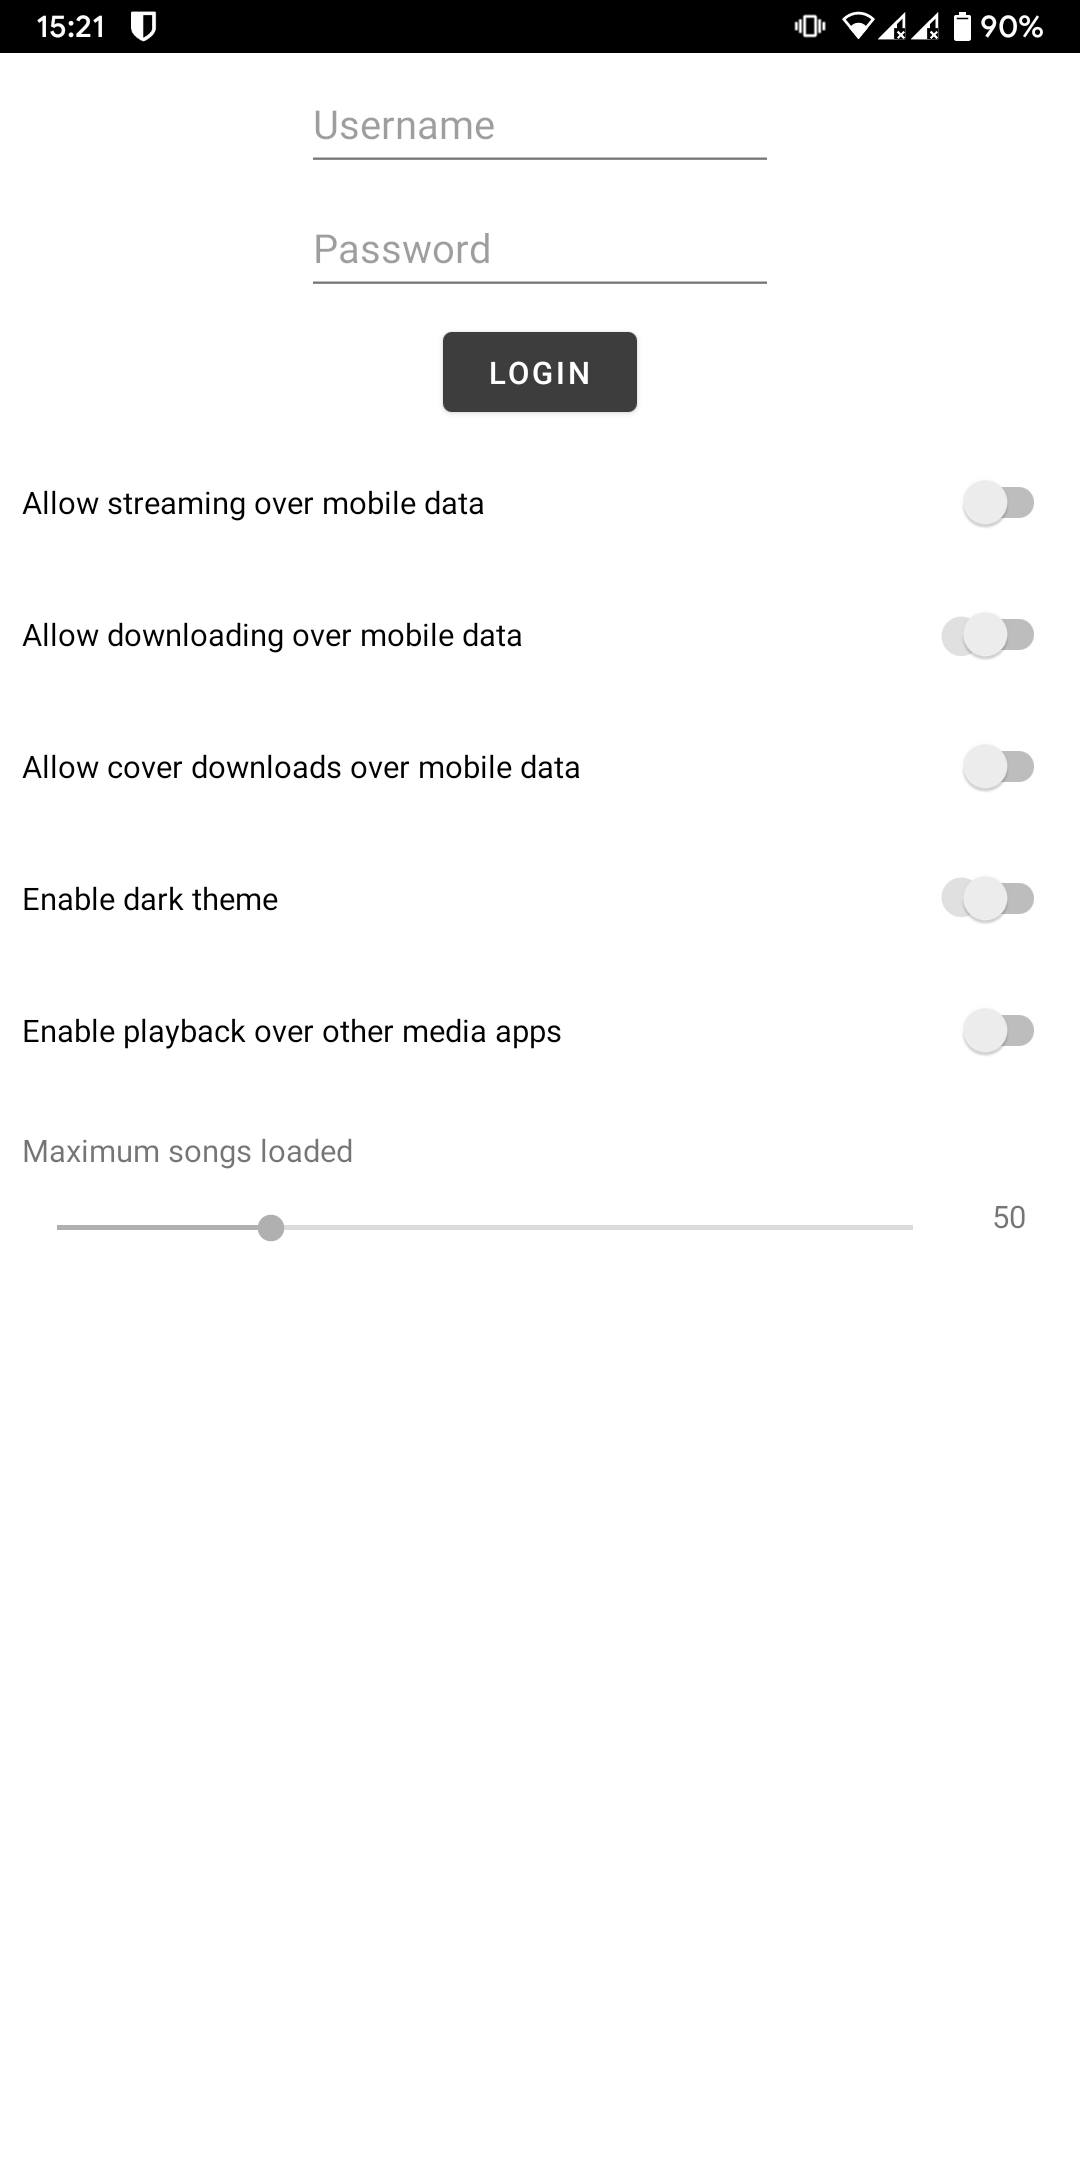 15:21 90%
Username
Password
LOGIN
Allow streaming over mobile data
Allow downloading over mobile data
Allow cover downloads over mobile data
Enable dark theme
Enable playback over other media apps
Maximum songs loaded
50